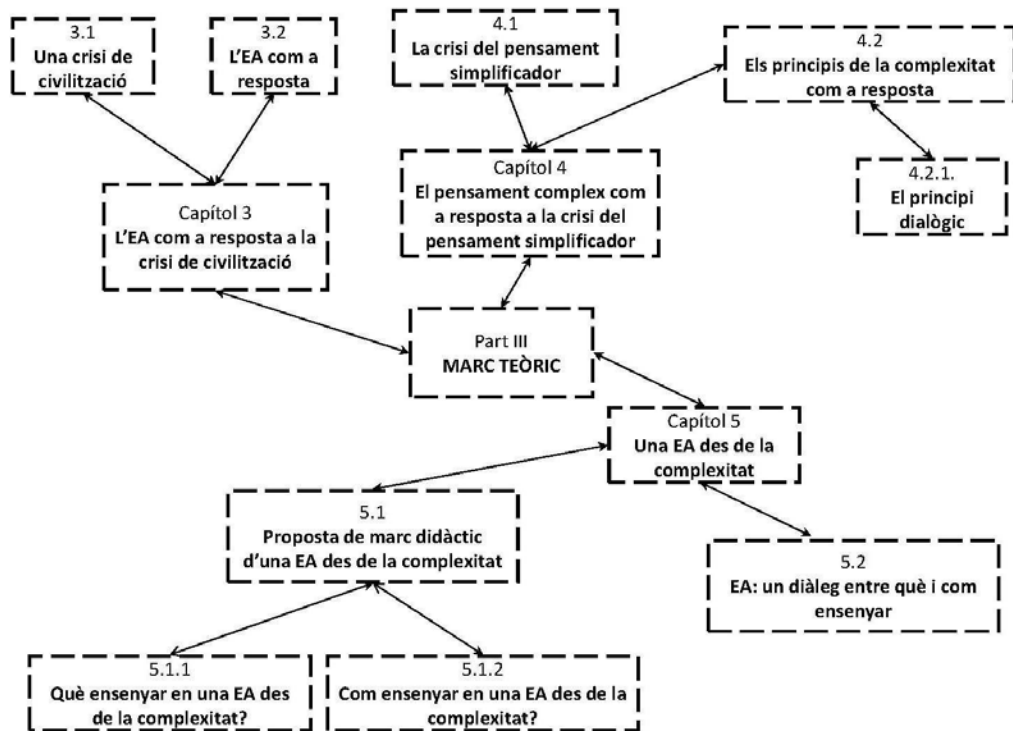 3.1
Una crisi de
civilització
3.2
L'EA com a
resposta
4.1
La crisi del pensament
simplificador
4.2
Els principis de la complexitat
com a resposta
4.2.1.
El principi
dialògic
Capítol 3
L'EA com a resposta a la
crisi de civilització
Capítol 4
El pensament complex com
a resposta a la crisi del
pensament simplificador
Part III
MARC TEÒRIC
Capítol 5
Una EA des de la
complexitat
5.1
Proposta de marc didàctic
d'una EA des de la complexitat
5.2
EA: un diàleg entre què i com
ensenyar
5.1.1
Què ensenyar en una EA des
de la complexitat?
5.1.2
Com ensenyar en una EA des de la
complexitat?